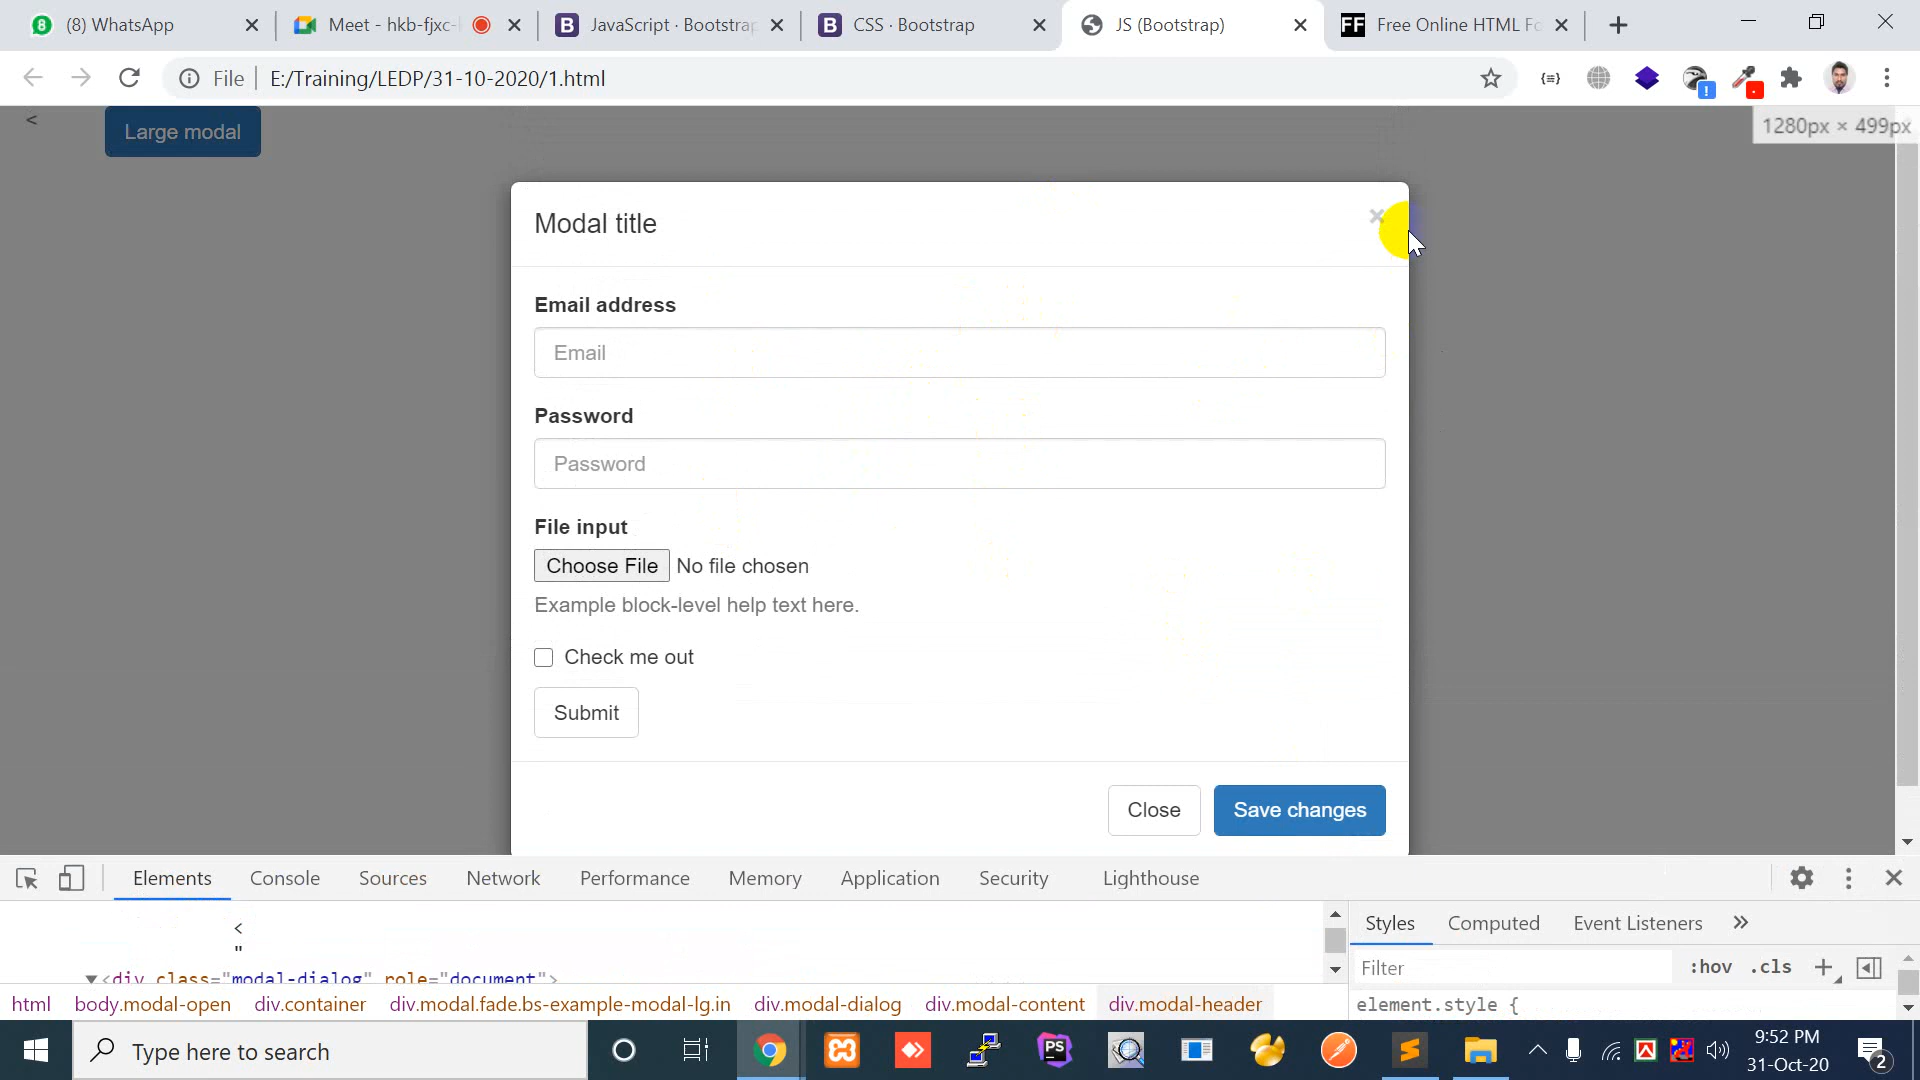 (8) WhatsApp
Meet - hkb-fjxc-
JavaScript · Bootstrap
CSS · Bootstrap
JS (Bootstrap)
Free Online HTML Fo
File
E:/Training/LEDP/31-10-2020/1.html
<
Large modal
1280px × 499px
Modal title
×
Email address
Email
Password
Password
File input
Choose File No file chosen
Example block-level help text here.
Check me out
Submit
Close
Save changes
Elements
Console
Sources
Network
Performance
Memory
Application
Security
Lighthouse
<
"
▼<div class="modal-dialog" role="document">
html
body.modal-open
div.container
div.modal.fade.bs-example-modal-lg.in
div.modal-dialog
div.modal-content
div.modal-header
Styles
Computed
Event Listeners
»
Filter
:hov
.cls
+
element.style {
Type here to search
9:52 PM
31-Oct-20
2